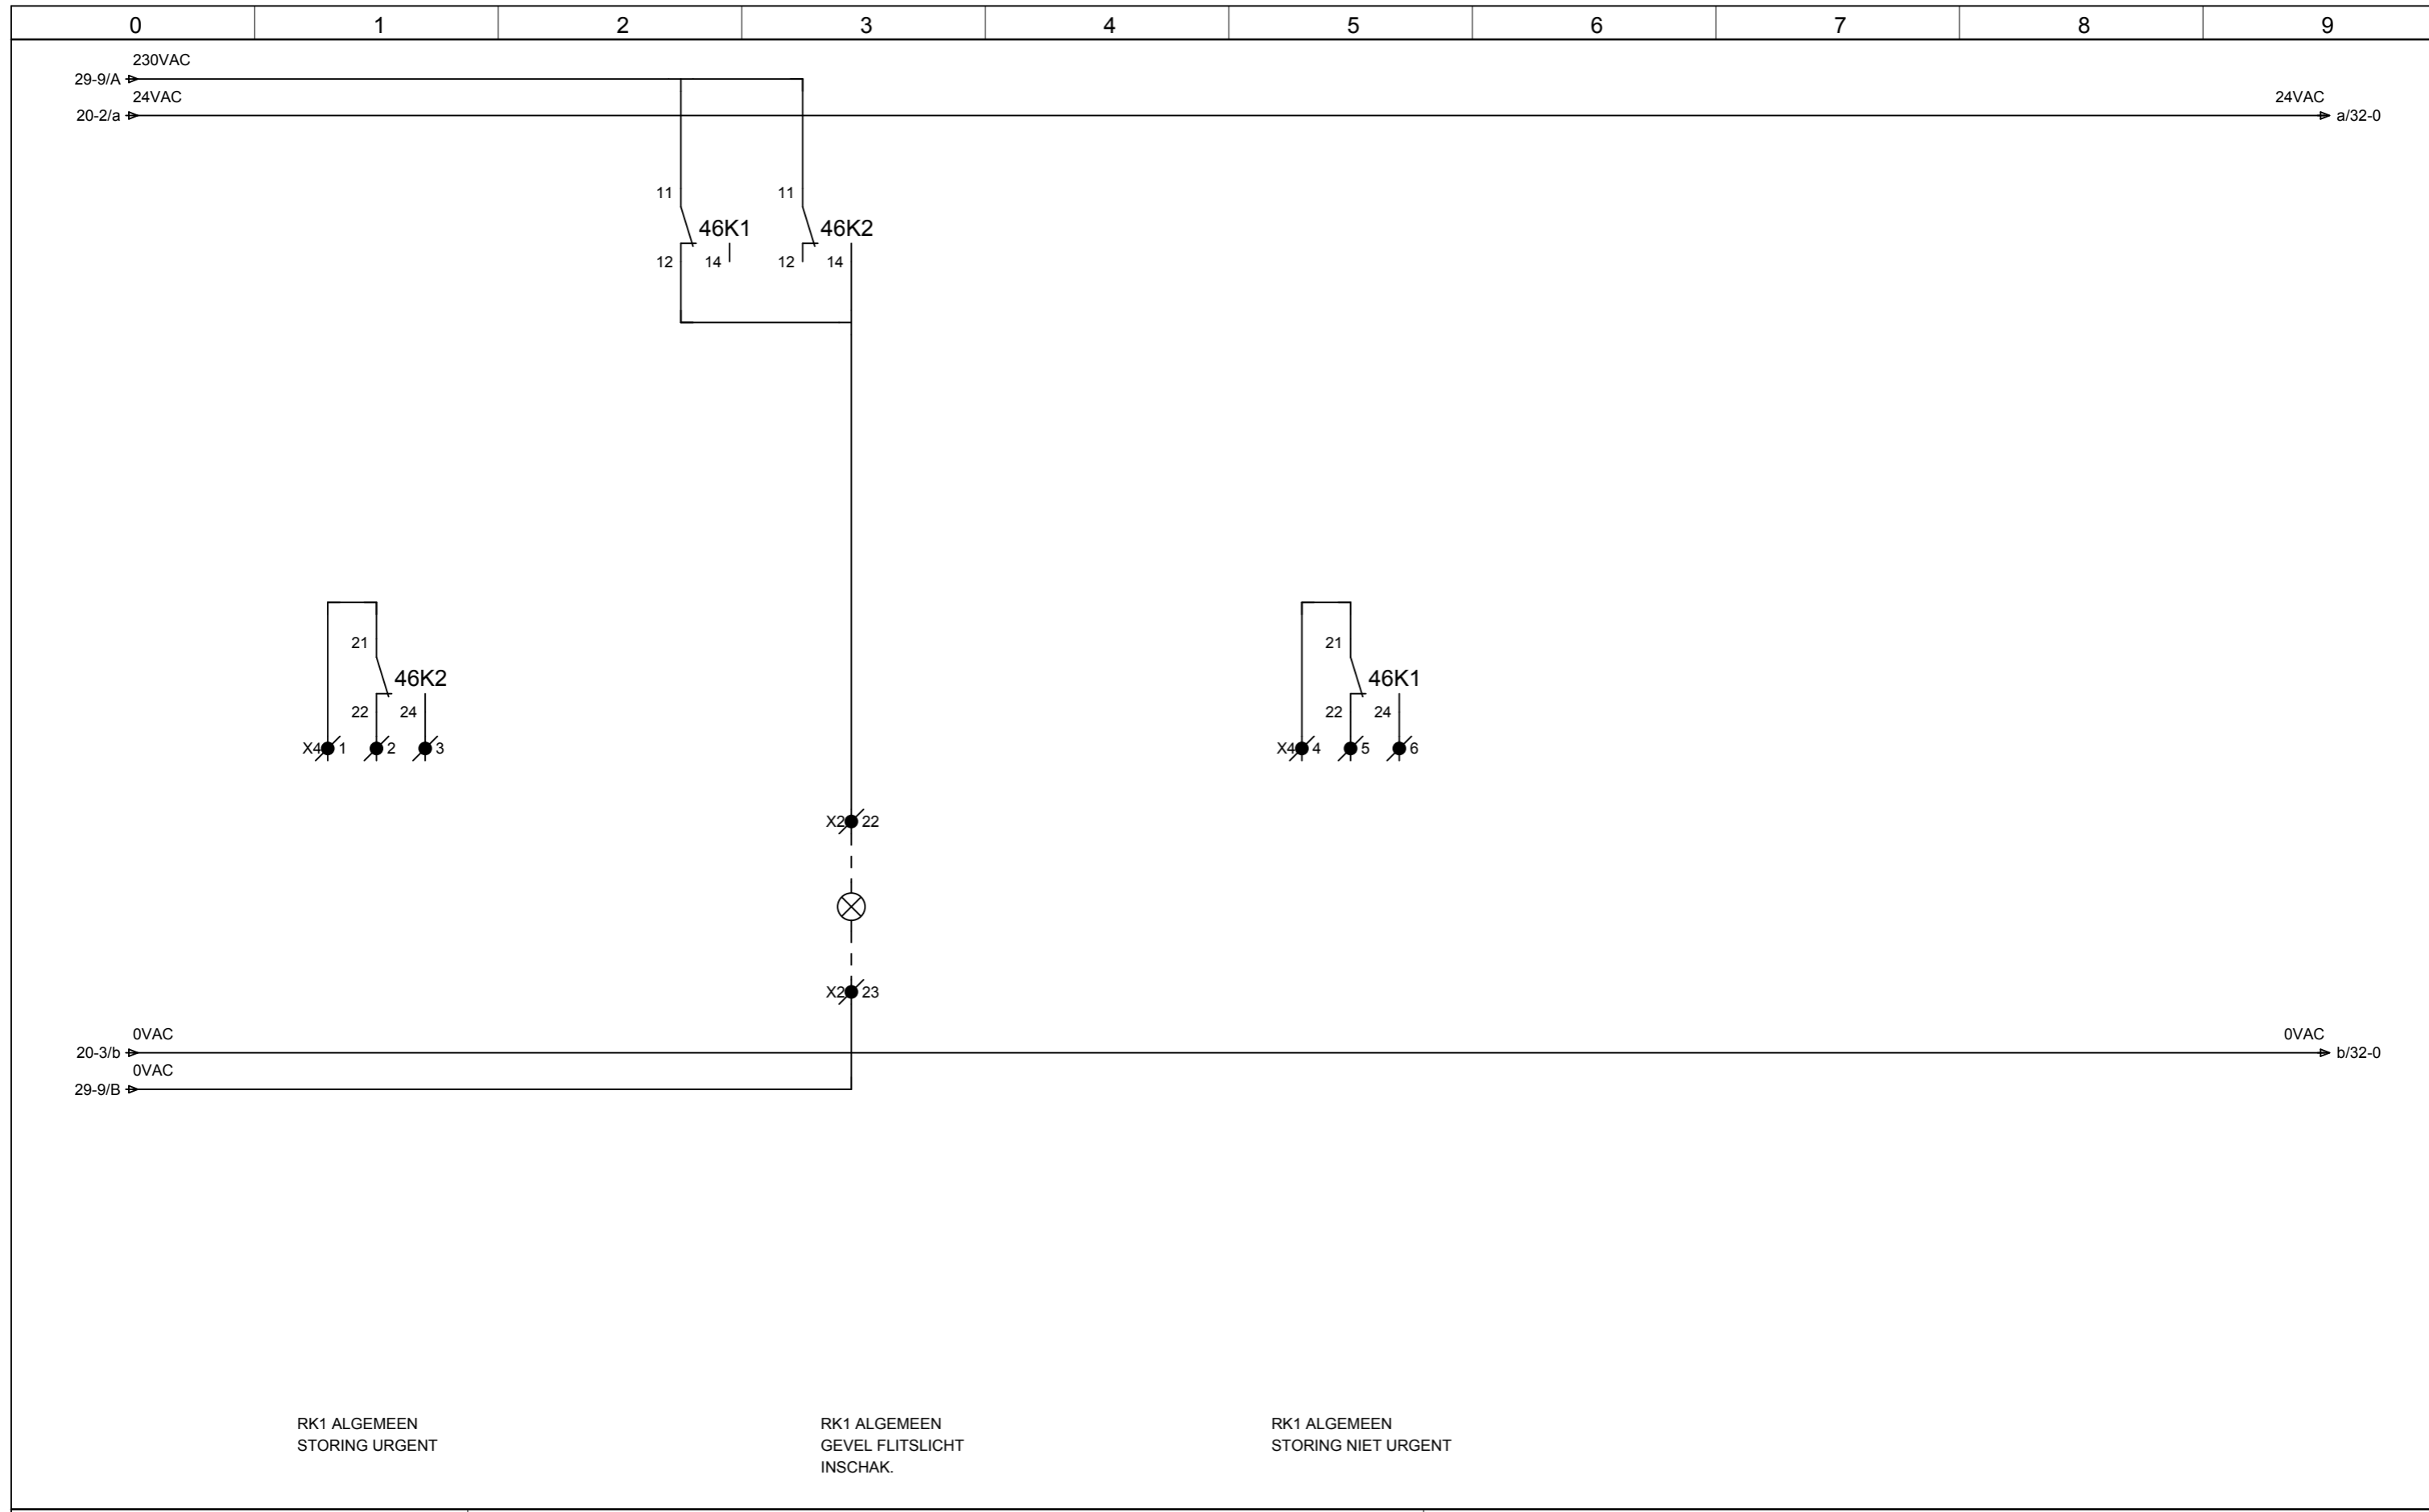 0 1 2 3 4 5 6 7 8 9
230VAC
29-9/A
24VAC
24VAC
20-2/a
a/32-0
11
11
46K1
46K2
12
14
12
14
21
21
46K2
46K1
22
24
22
24
X4 1 2 3
X4 4 5 6
X2 22
X2 23
0VAC
0VAC
20-3/b
b/32-0
0VAC
29-9/B
RK1 ALGEMEEN
STORING URGENT
RK1 ALGEMEEN
GEVEL FLITSLICHT
INSCHAK.
RK1 ALGEMEEN
STORING NIET URGENT